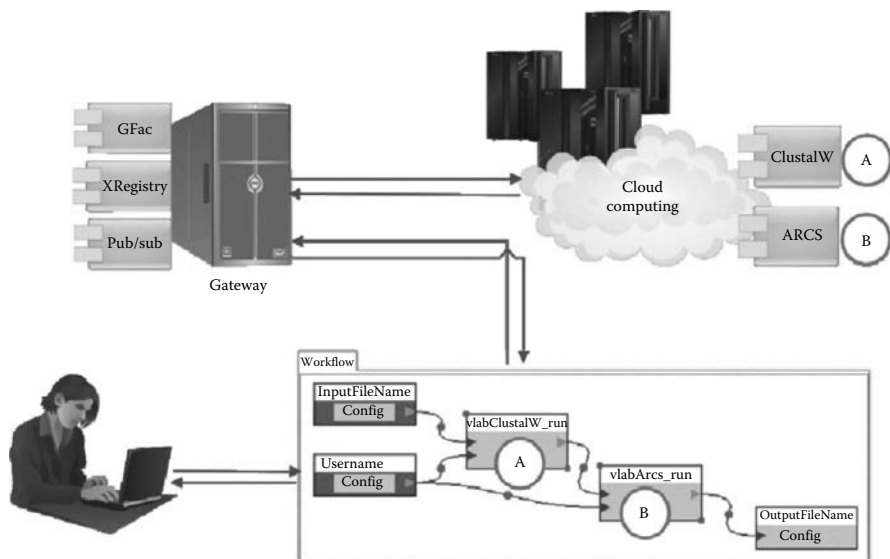 GFac
XRegistry
Pub/sub
Gateway
Cloud
computing
ClustalW
A
ARCS
B
Workflow
InputFileName
Config
Username
Config
vlabClustalW_run
A
vlabArcs_run
B
OutputFileName
Config